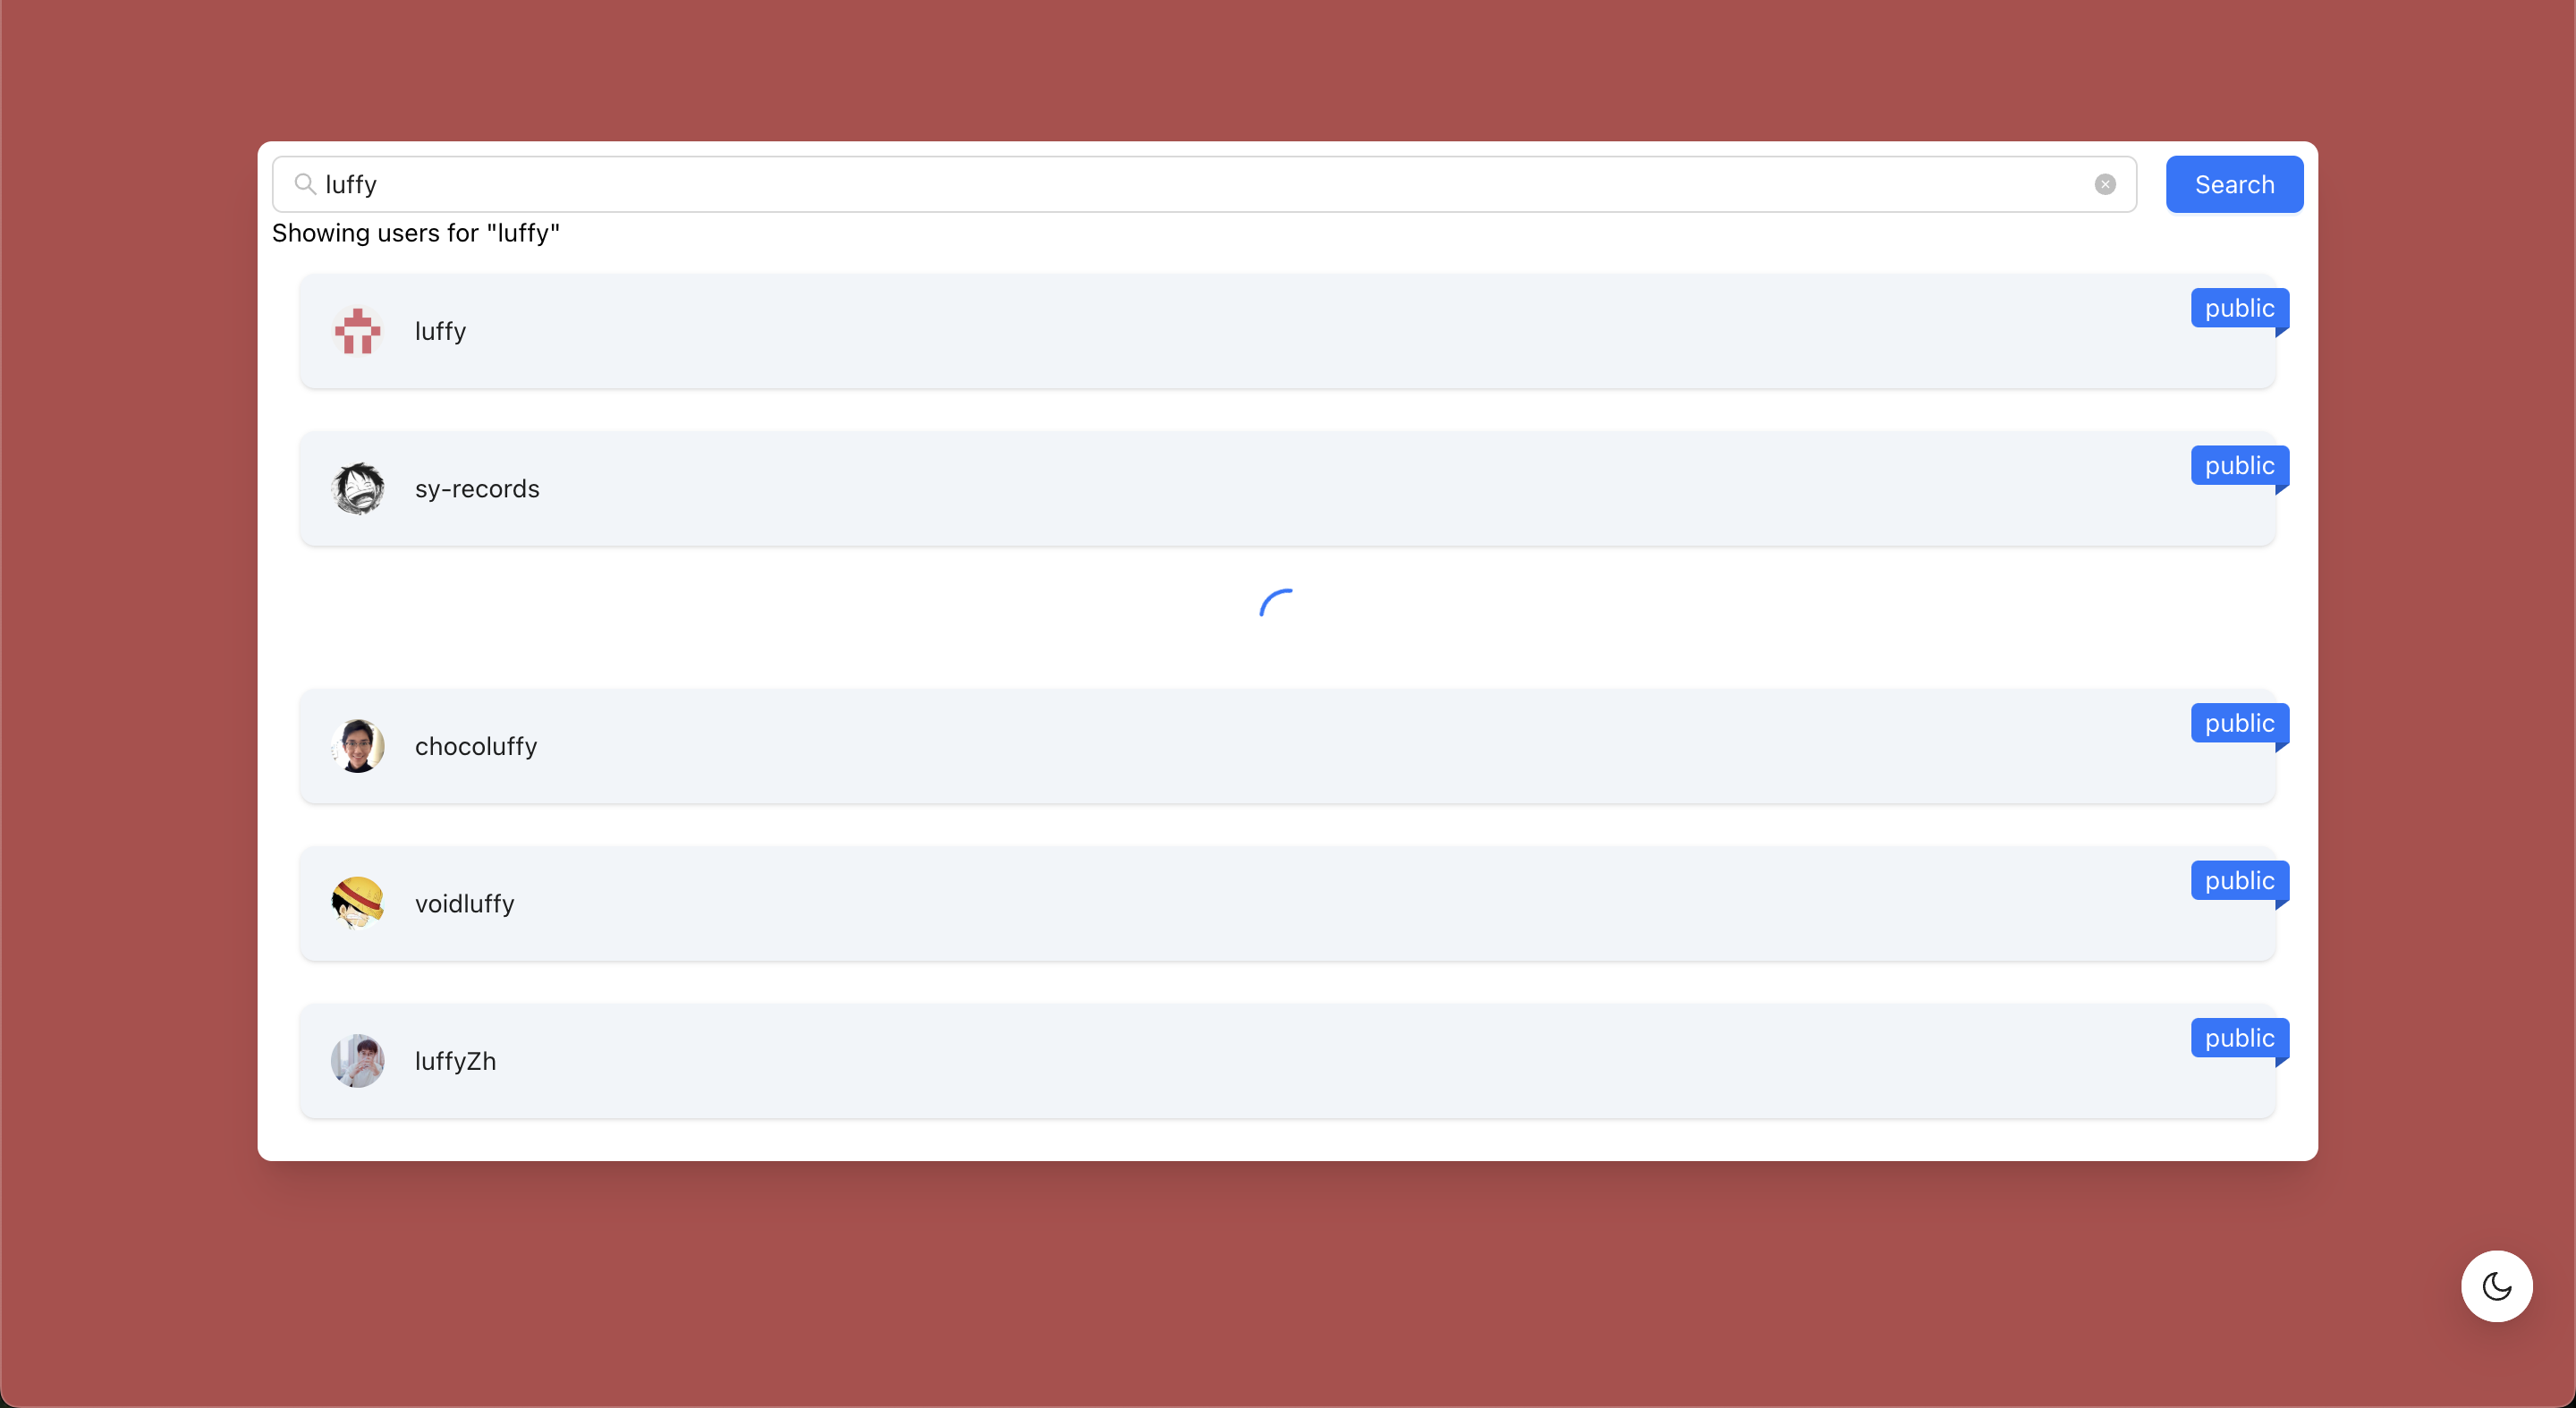 luffy
Search
Showing users for "luffy"
luffy
public
sy-records
public
chocoluffy
public
voidluffy
public
luffyZh
public